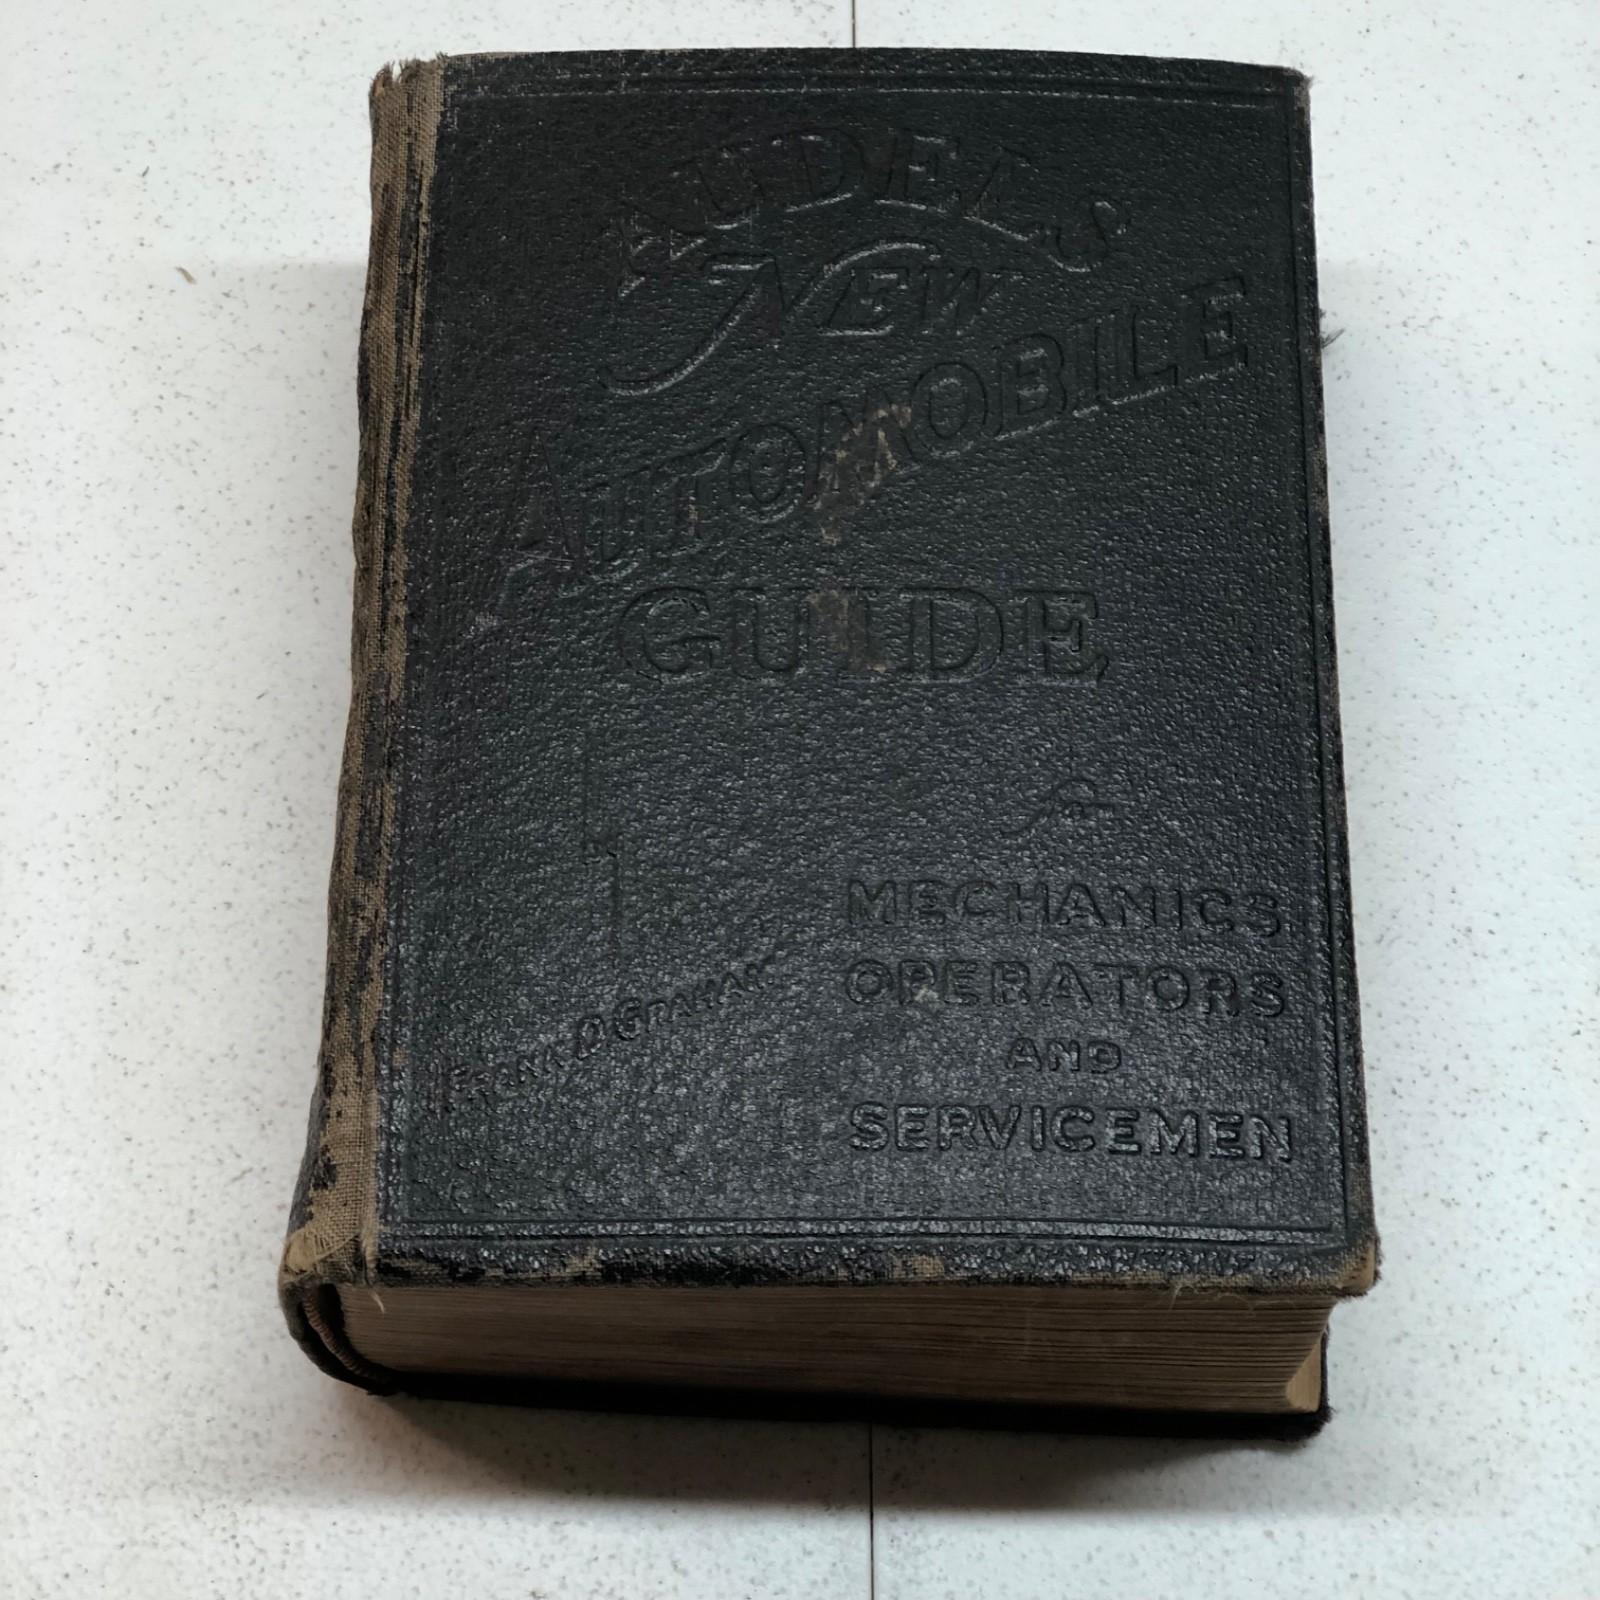 AUDELS
NEW
AUTOMOBILE
GUIDE
for
MECHANICS
OPERATORS
AND
SERVICEMEN
FRANK D. GRAHAM